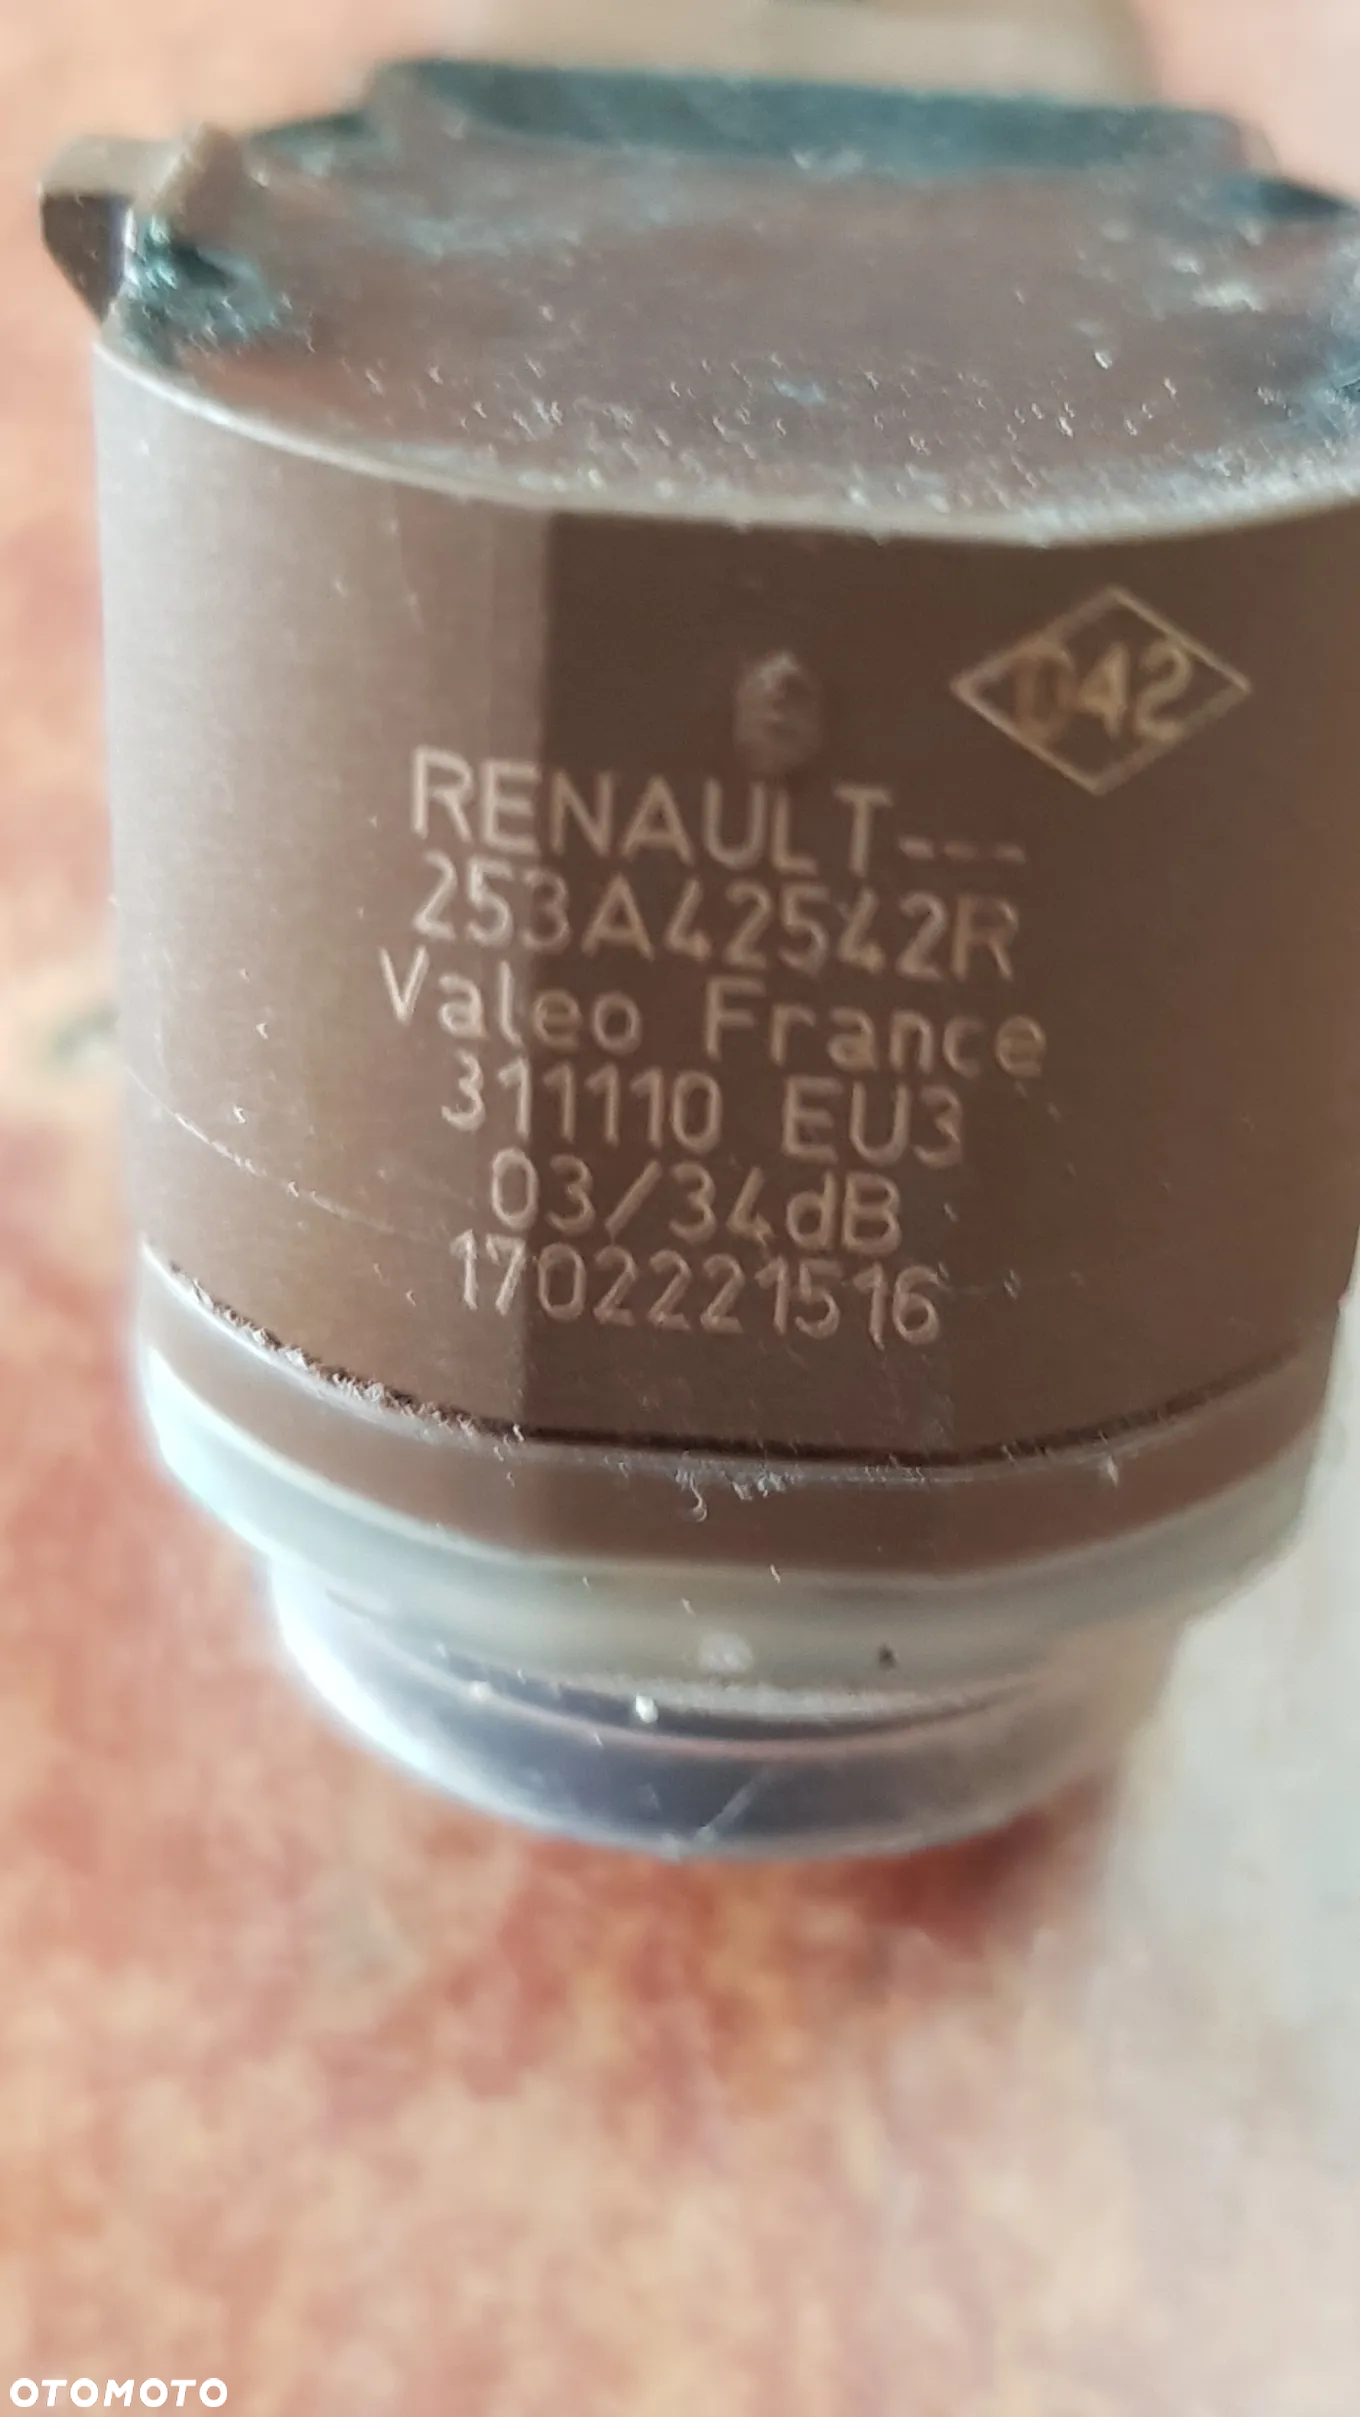 D42
RENAULT---
253A42542R
Valeo France
311110 EU3
03/34dB
1702221516
OTOMOTO